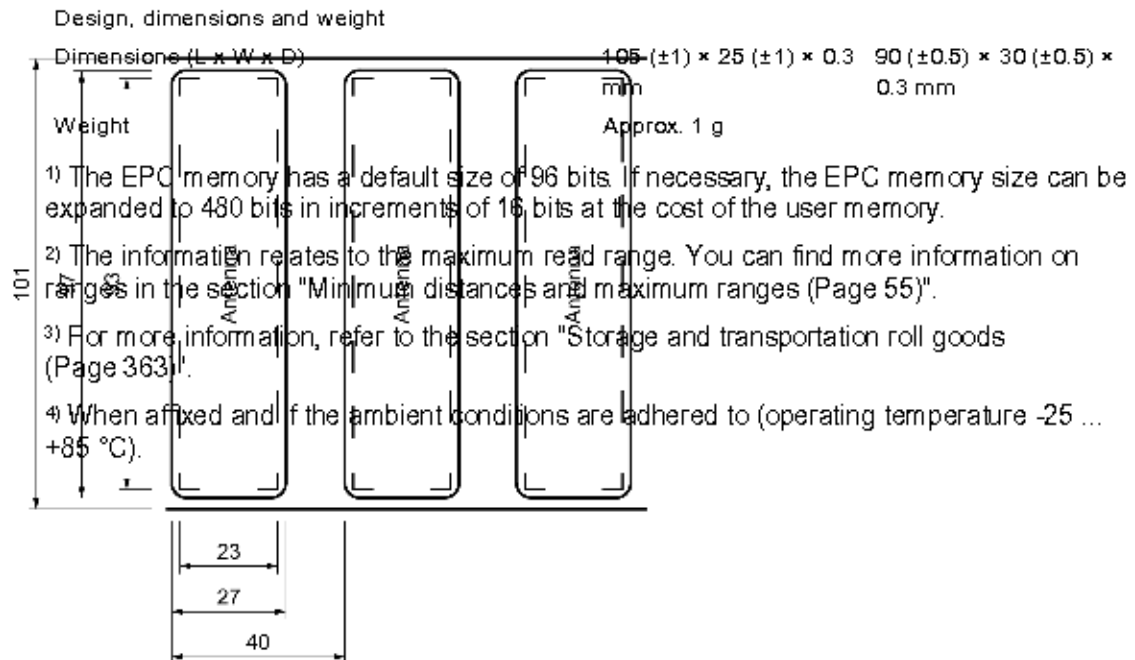 Design, dimensions and weight
Dimensions (L x W x D) 105 (±1) × 25 (±1) × 0.3 mm 90 (±0.5) × 30 (±0.5) × 0.3 mm
Weight Approx. 1 g
1) The EPC memory has a default size of 96 bits. If necessary, the EPC memory size can be
expanded to 480 bits in increments of 16 bits at the cost of the user memory.
2) The information relates to the maximum read range. You can find more information on
ranges in the section "Minimum distances and maximum ranges (Page 55)".
3) For more information, refer to the section "Storage and transportation roll goods
(Page 363)".
4) When affixed and if the ambient conditions are adhered to (operating temperature -25 ...
+85 °C).
101
Antenna
Antenna
Antenna
23
27
40